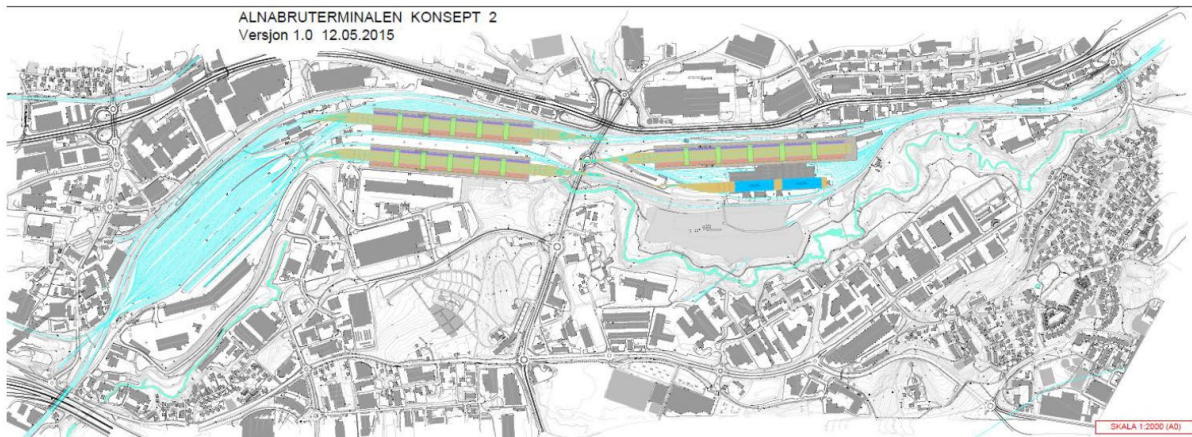 ALNABRUTERMINALEN KONSEPT 2
Versjon 1.0 12.05.2015
SKALA 1:2000 (A0)